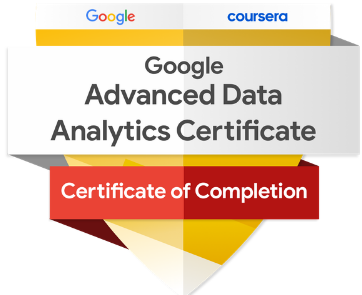 Google coursera
Google
Advanced Data
Analytics Certificate
Certificate of Completion